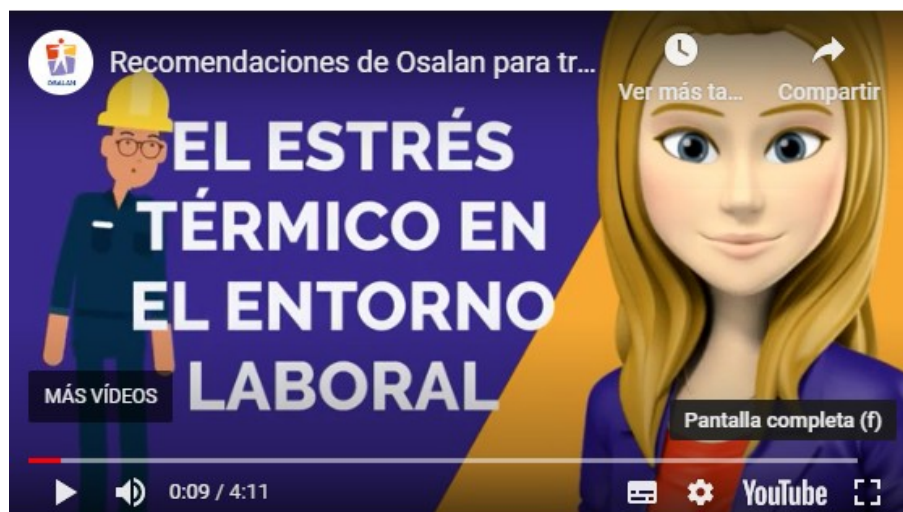 OSALAN
Recomendaciones de Osalan para tr...
Ver más ta...
Compartir
EL ESTRÉS
TÉRMICO EN
EL ENTORNO
LABORAL
MÁS VÍDEOS
Pantalla completa (f)
0:09 / 4:11
YouTube